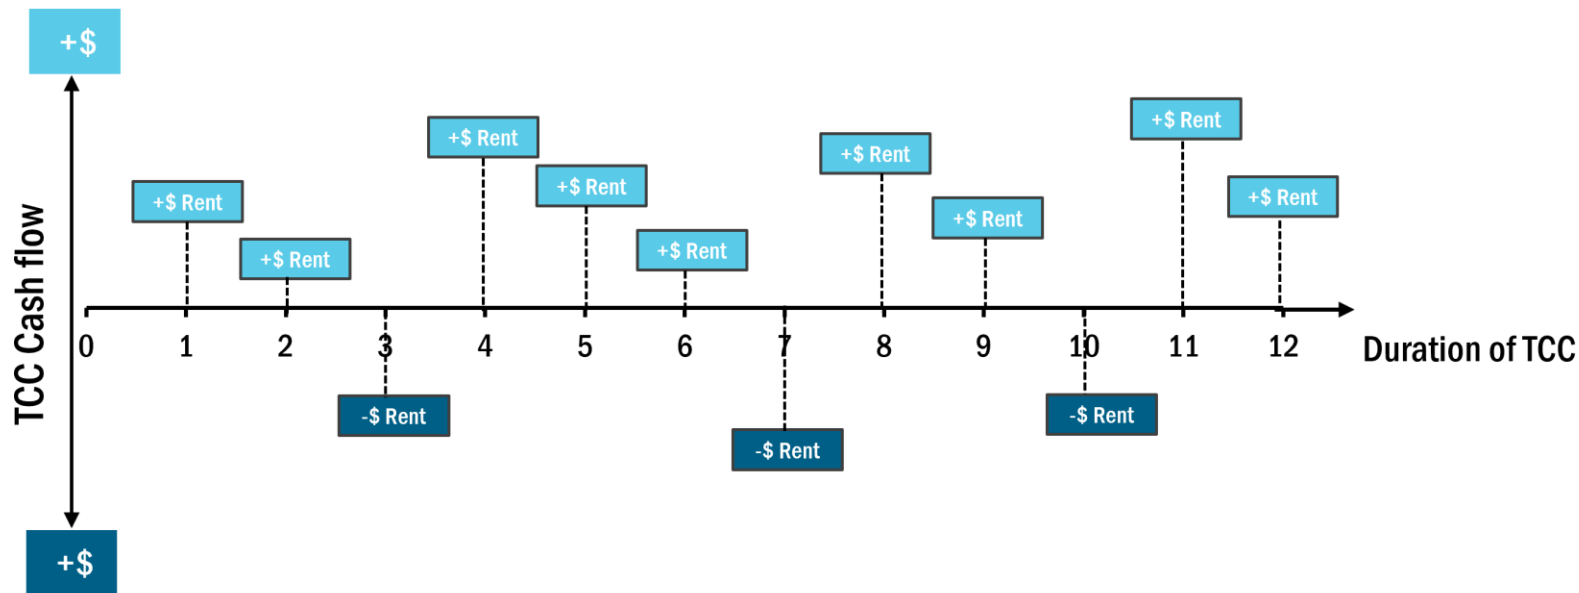 +$
+$ Rent
+$ Rent
+$ Rent
+$ Rent
+$ Rent
+$ Rent
+$ Rent
+$ Rent
+$ Rent
TCC Cash flow
0 1 2 3 4 5 6 7 8 9 10 11 12
Duration of TCC
-$ Rent
-$ Rent
-$ Rent
+$